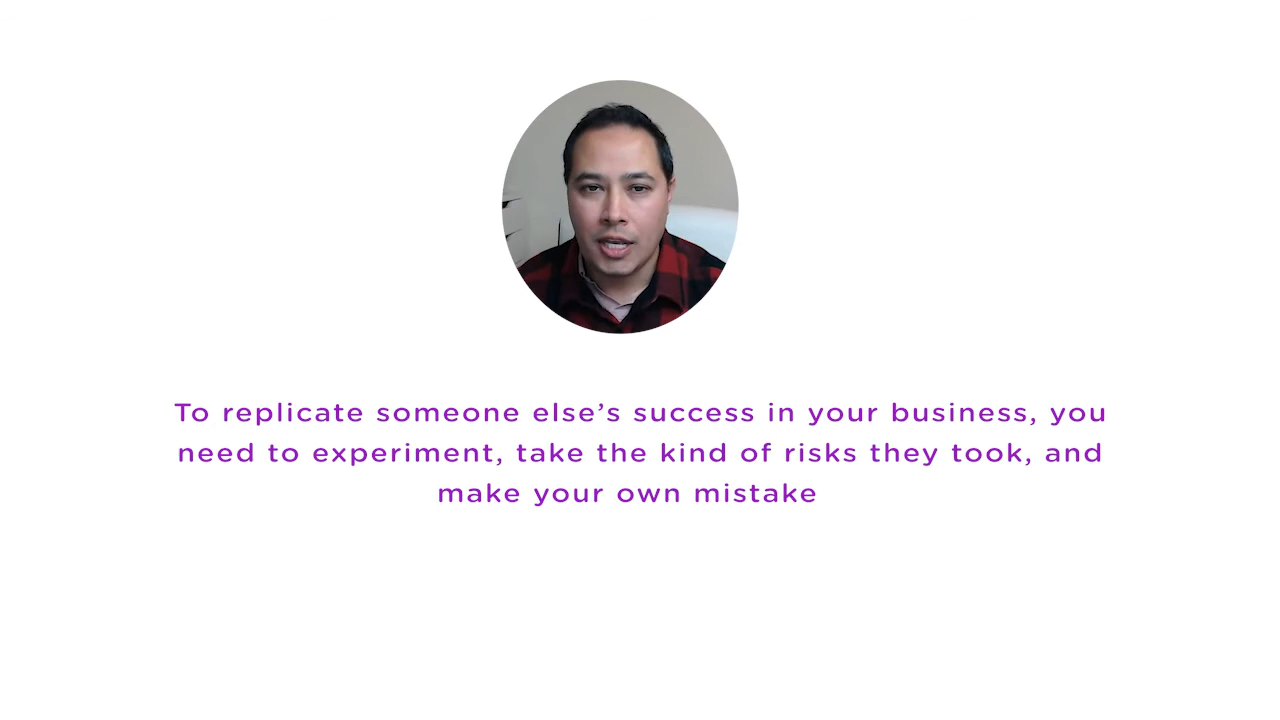 To replicate someone else’s success in your business, you
need to experiment, take the kind of risks they took, and
make your own mistake